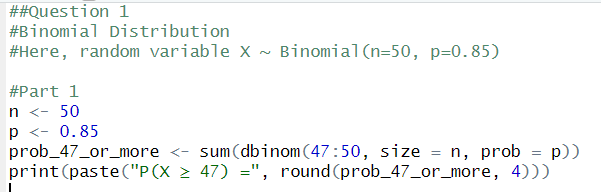 ##Question 1
#Binomial Distribution
#Here, random variable X ~ Binomial(n=50, p=0.85)
#Part 1
n <- 50
p <- 0.85
prob_47_or_more <- sum(dbinom(47:50, size = n, prob = p))
print(paste("P(X ≥ 47) =", round(prob_47_or_more, 4)))